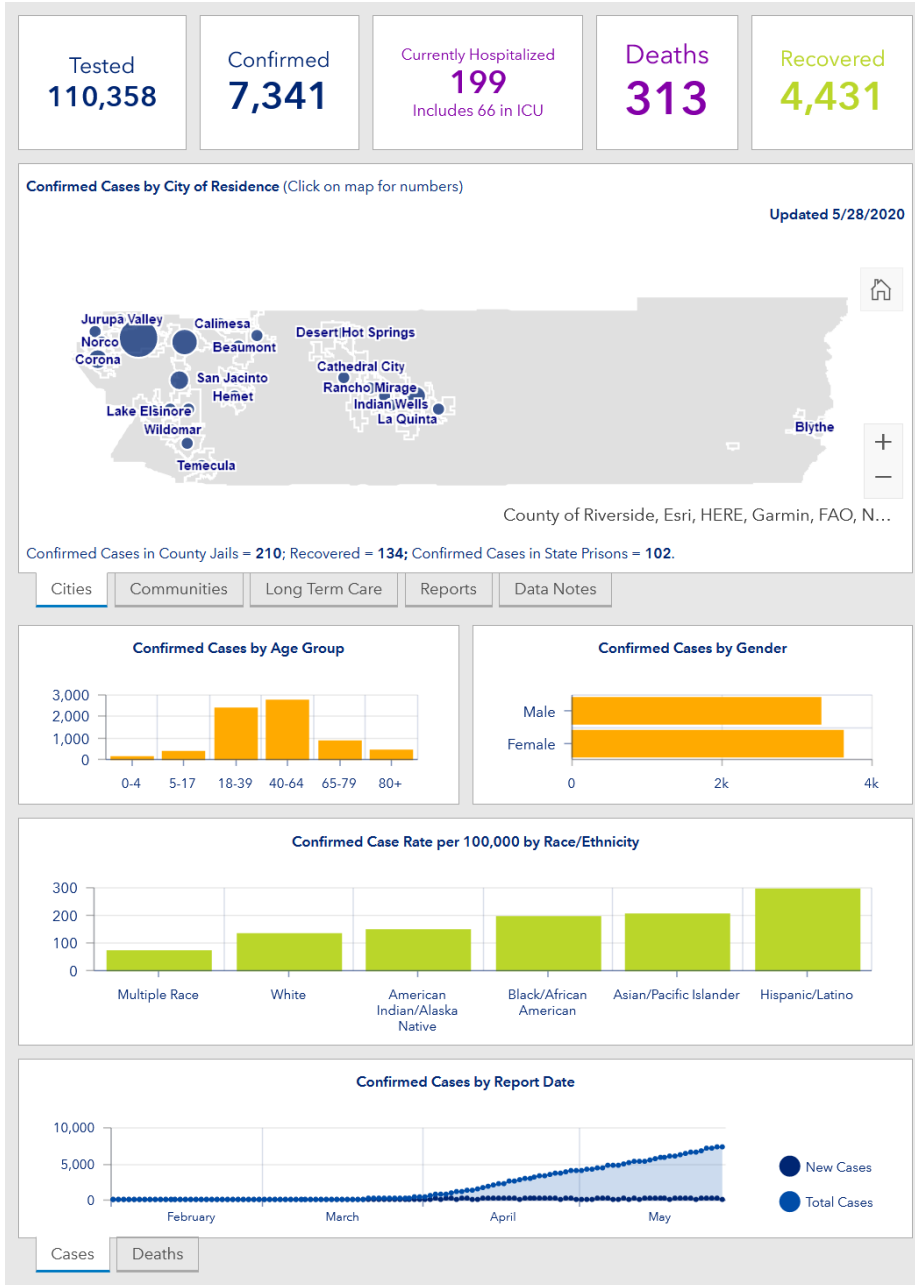 Tested
110,358
Confirmed
7,341
Currently Hospitalized
199
Includes 66 in ICU
Deaths
313
Recovered
4,431
Confirmed Cases by City of Residence (Click on map for numbers)
Updated 5/28/2020
Jurupa Valley
Norco
Corona
Calimesa
Beaumont
San Jacinto
Hemet
Lake Elsinore
Wildomar
Temecula
Desert Hot Springs
Cathedral City
Rancho Mirage
Indian Wells
La Quinta
Blythe
+
−
County of Riverside, Esri, HERE, Garmin, FAO, N...
Confirmed Cases in County Jails = 210; Recovered = 134; Confirmed Cases in State Prisons = 102.
Cities
Communities
Long Term Care
Reports
Data Notes
Confirmed Cases by Age Group
3,000
2,000
1,000
0
0-4 5-17 18-39 40-64 65-79 80+
Confirmed Cases by Gender
Male
Female
0 2k 4k
Confirmed Case Rate per 100,000 by Race/Ethnicity
300
200
100
0
Multiple Race
White
American
Indian/Alaska
Native
Black/African
American
Asian/Pacific Islander
Hispanic/Latino
Confirmed Cases by Report Date
10,000
5,000
0
February March April May
New Cases
Total Cases
Cases
Deaths